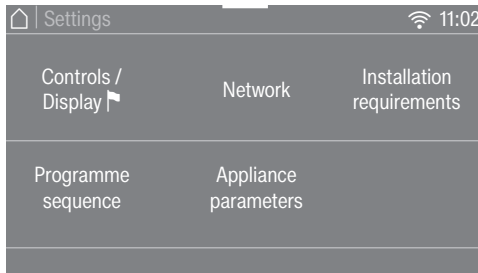 Settings
11:02
Controls /
Display
Network
Installation
requirements
Programme
sequence
Appliance
parameters